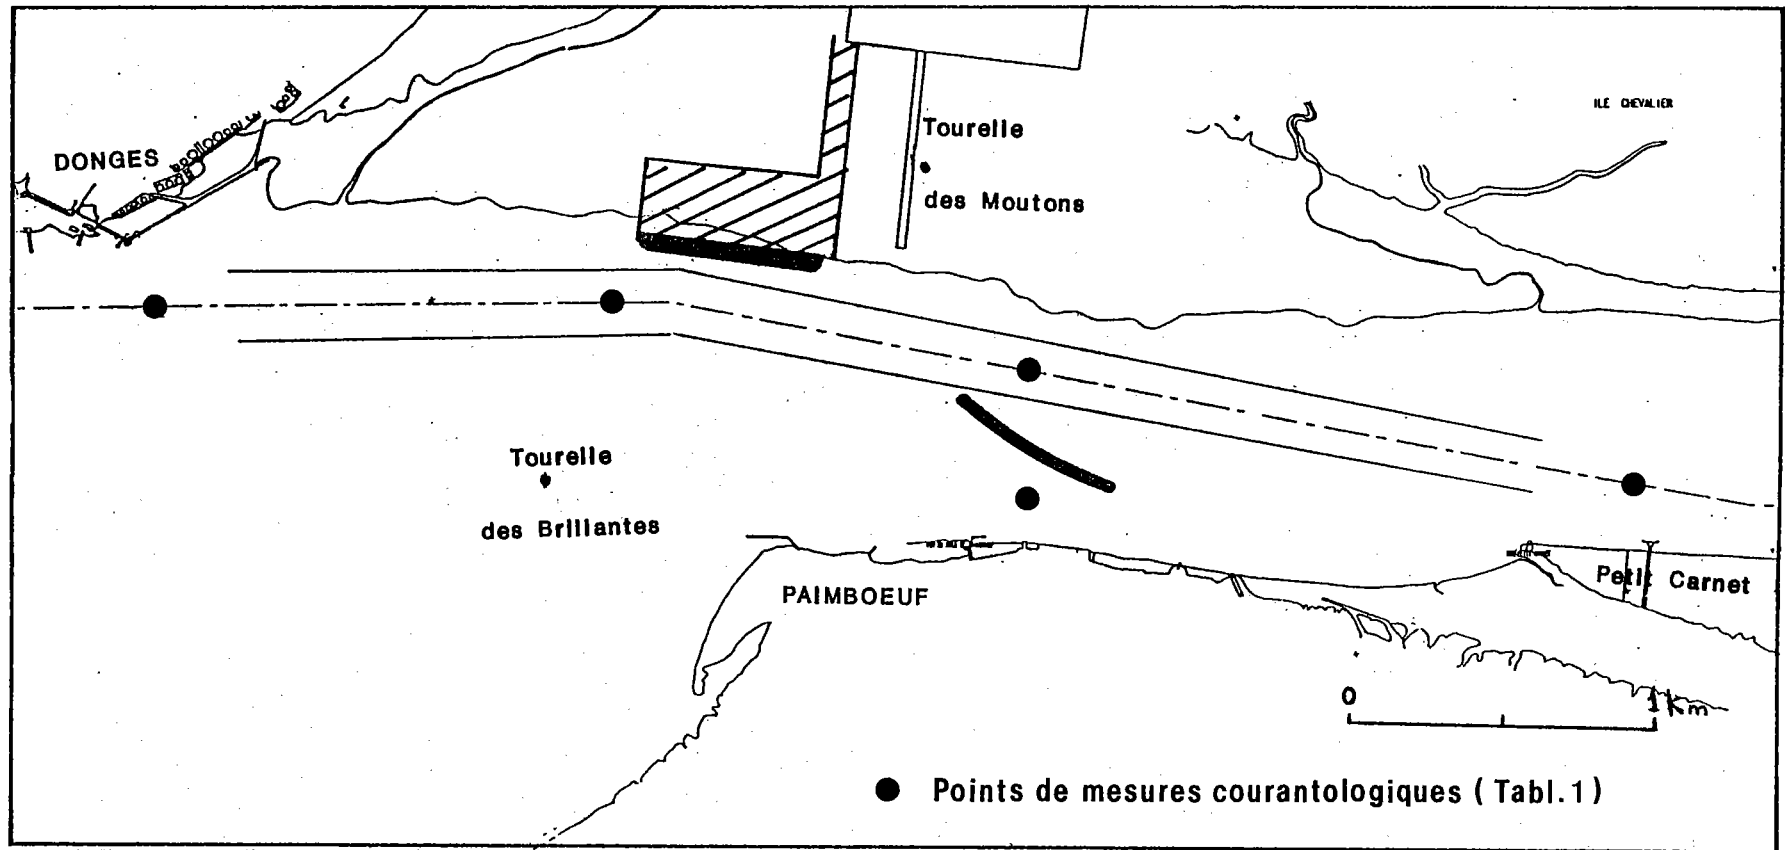 ILE CHEVALIER
Tourelle
des Moutons
DONGES
Tourelle
des Brillantes
PAIMBOEUF
Petit Carnet
0 1 Km
Points de mesures courantologiques ( Tabl.1 )